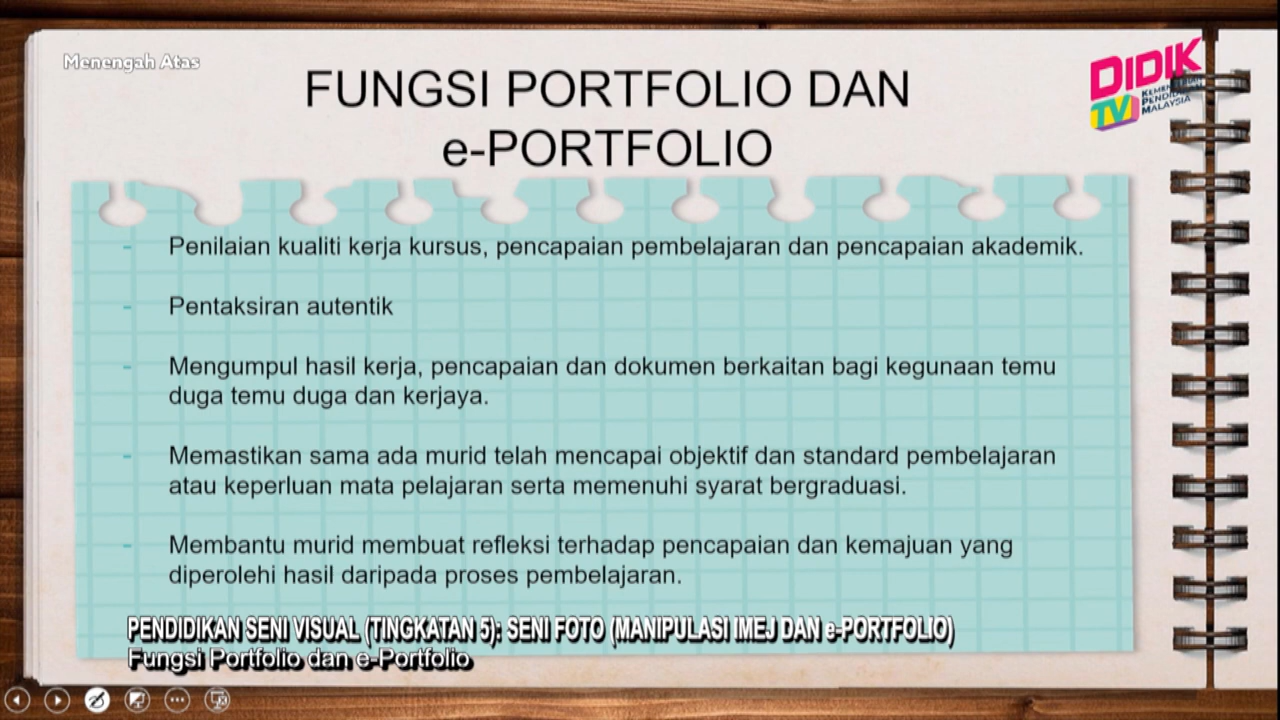 Menengah Atas
DIDIK
TV
KEMENTERIAN
PENDIDIKAN
MALAYSIA
FUNGSI PORTFOLIO DAN
e-PORTFOLIO
- Penilaian kualiti kerja kursus, pencapaian pembelajaran dan pencapaian akademik.
- Pentaksiran autentik
- Mengumpul hasil kerja, pencapaian dan dokumen berkaitan bagi kegunaan temu
duga temu duga dan kerjaya.
- Memastikan sama ada murid telah mencapai objektif dan standard pembelajaran
atau keperluan mata pelajaran serta memenuhi syarat bergraduasi.
- Membantu murid membuat refleksi terhadap pencapaian dan kemajuan yang
diperolehi hasil daripada proses pembelajaran.
PENDIDIKAN SENI VISUAL (TINGKATAN 5): SENI FOTO (MANIPULASI IMEJ DAN e-PORTFOLIO)
Fungsi Portfolio dan e-Portfolio